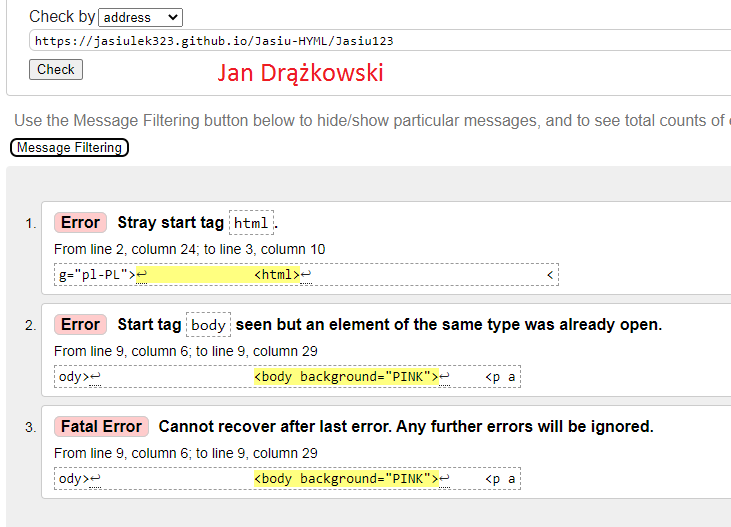 Check by address
https://jasiulek323.github.io/Jasiu-HYML/Jasiu123
Check
Jan Drążkowski
Use the Message Filtering button below to hide/show particular messages, and to see total counts of
Message Filtering
1. Error Stray start tag html.
From line 2, column 24; to line 3, column 10
g="pl-PL">↩ <html>↩ <
2. Error Start tag body seen but an element of the same type was already open.
From line 9, column 6; to line 9, column 29
ody>↩ <body background="PINK">↩ <p a
3. Fatal Error Cannot recover after last error. Any further errors will be ignored.
From line 9, column 6; to line 9, column 29
ody>↩ <body background="PINK">↩ <p a